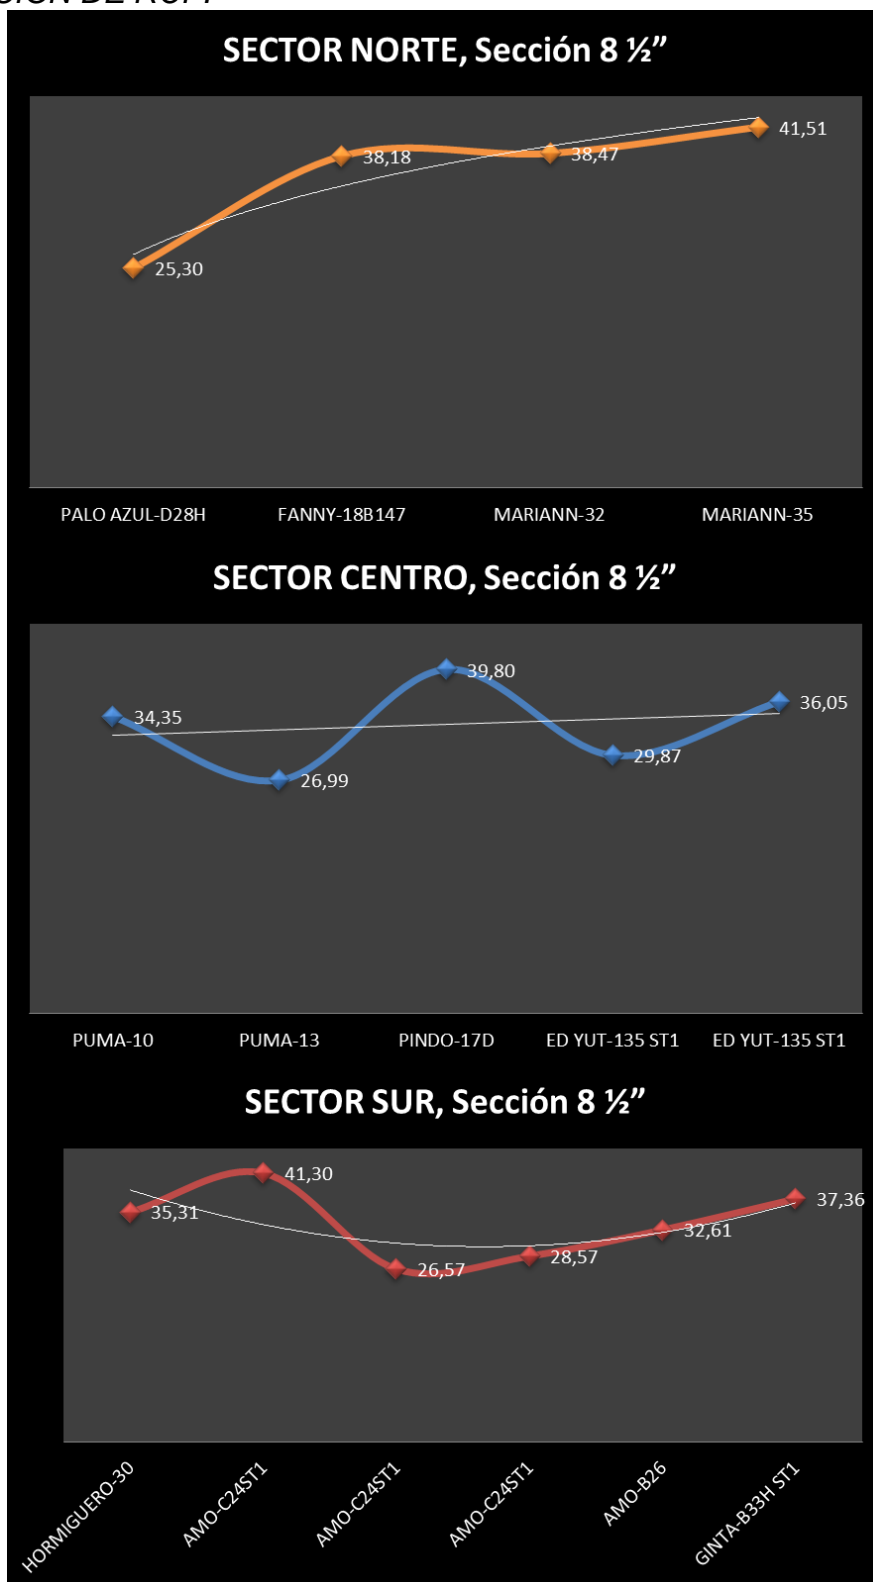 SECTOR NORTE, Sección 8 ½”
41,51
38,18
38,47
25,30
PALO AZUL-D28H FANNY-18B147 MARIANN-32 MARIANN-35
SECTOR CENTRO, Sección 8 ½”
39,80
34,35
36,05
29,87
26,99
PUMA-10 PUMA-13 PINDO-17D ED YUT-135 ST1 ED YUT-135 ST1
SECTOR SUR, Sección 8 ½”
41,30
37,36
35,31
32,61
28,57
26,57
HORMIGUERO-30 AMO-C24ST1 AMO-C24ST1 AMO-C24ST1 AMO-B26 GINTA-B33H ST1